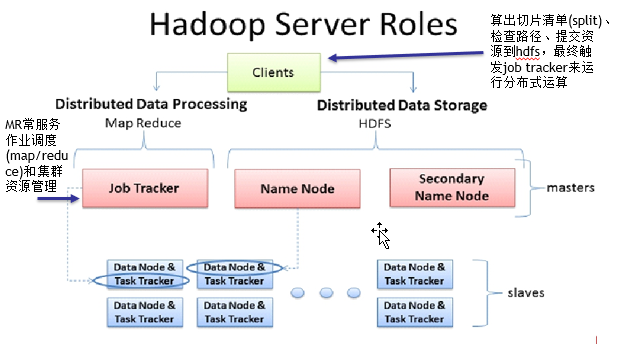 Hadoop Server Roles
算出切片清单(split)、
检查路径、提交资
源到hdfs，最终触
发job tracker来运
行分布式运算
Clients
Distributed Data Processing
Map Reduce
Distributed Data Storage
HDFS
MR常服务
作业调度
(map/redu
ce)和集群
资源管理
Job Tracker
Name Node
Secondary
Name Node
masters
Data Node &
Task Tracker
Data Node &
Task Tracker
Data Node &
Task Tracker
Data Node &
Task Tracker
Data Node &
Task Tracker
Data Node &
Task Tracker
slaves